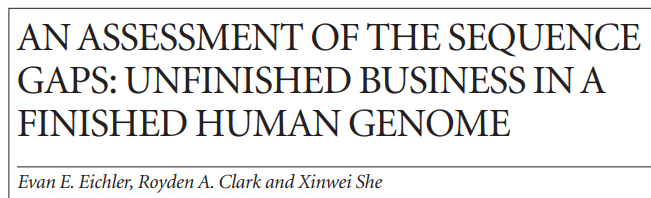 AN ASSESSMENT OF THE SEQUENCE
GAPS: UNFINISHED BUSINESS IN A
FINISHED HUMAN GENOME
Evan E. Eichler, Royden A. Clark and Xinwei She